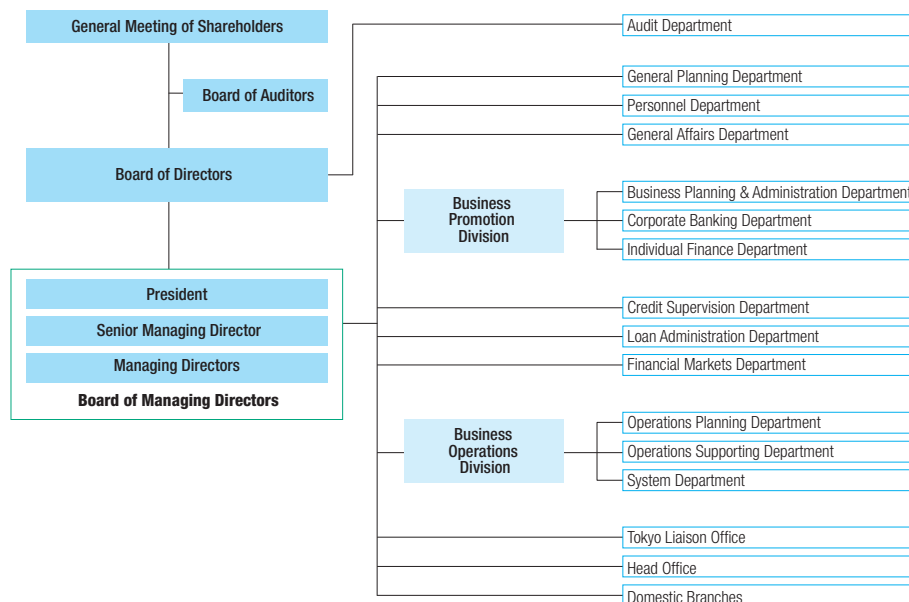 General Meeting of Shareholders
Board of Auditors
Board of Directors
President
Senior Managing Director
Managing Directors
Board of Managing Directors
Business
Promotion
Division
Business
Operations
Division
Audit Department
General Planning Department
Personnel Department
General Affairs Department
Business Planning & Administration Department
Corporate Banking Department
Individual Finance Department
Credit Supervision Department
Loan Administration Department
Financial Markets Department
Operations Planning Department
Operations Supporting Department
System Department
Tokyo Liaison Office
Head Office
Domestic Branches